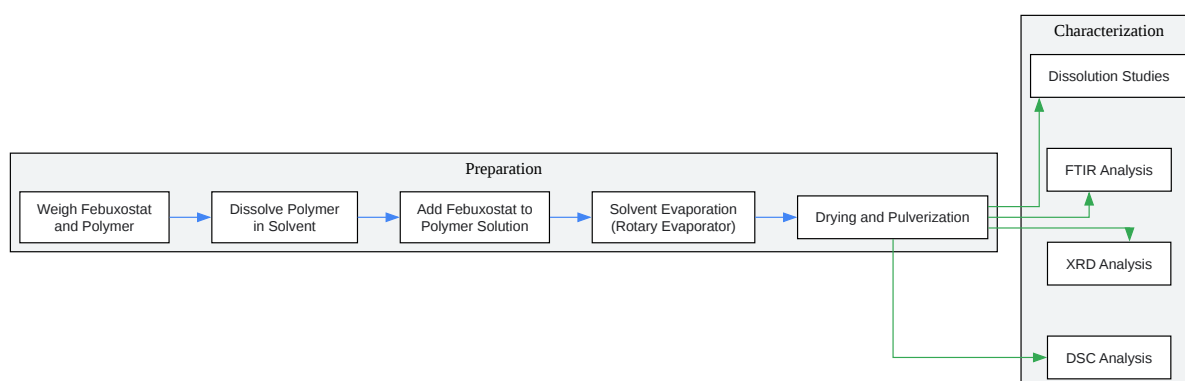 Characterization
Dissolution Studies
Preparation
Weigh Febuxostat
and Polymer
Dissolve Polymer
in Solvent
Add Febuxostat to
Polymer Solution
Solvent Evaporation
(Rotary Evaporator)
Drying and Pulverization
FTIR Analysis
XRD Analysis
DSC Analysis